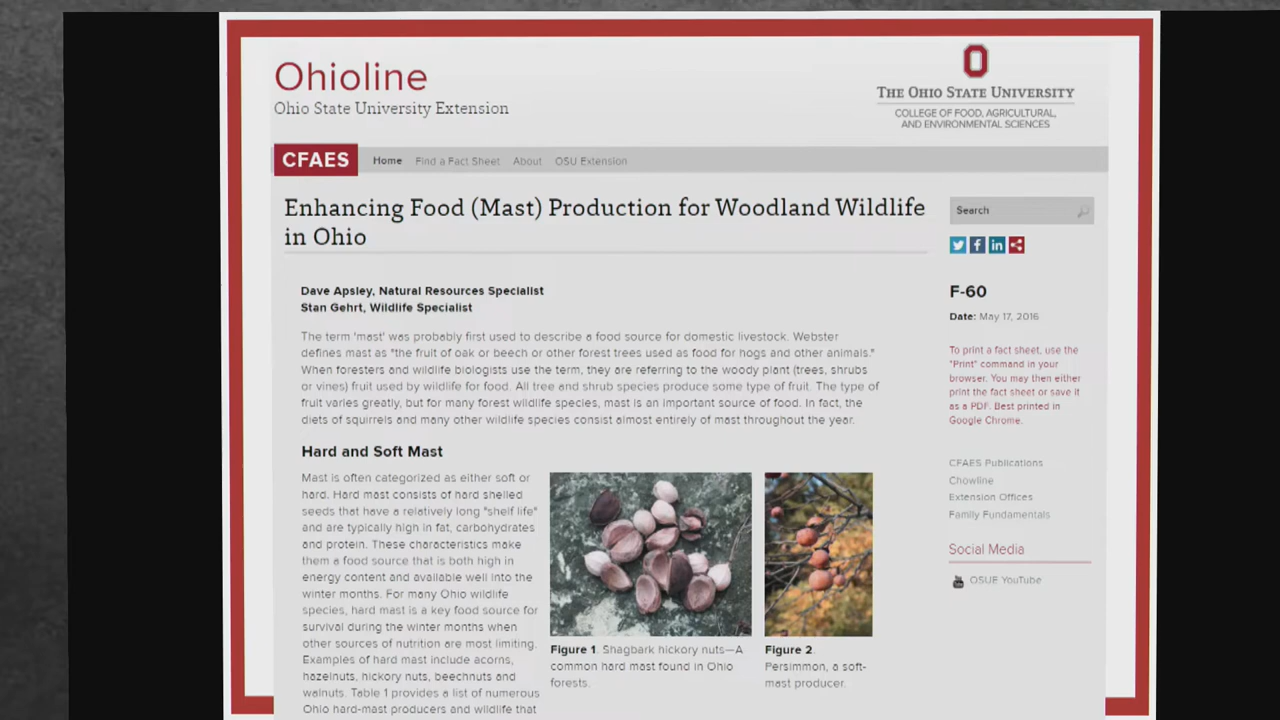 Ohioline
Ohio State University Extension
O
THE OHIO STATE UNIVERSITY
COLLEGE OF FOOD, AGRICULTURAL,
AND ENVIRONMENTAL SCIENCES
CFAES Home Find a Fact Sheet About OSU Extension
Enhancing Food (Mast) Production for Woodland Wildlife
in Ohio
Search
Dave Apsley, Natural Resources Specialist
Stan Gehrt, Wildlife Specialist
The term 'mast' was probably first used to describe a food source for domestic livestock. Webster
defines mast as "the fruit of oak or beech or other forest trees used as food for hogs and other animals."
When foresters and wildlife biologists use the term, they are referring to the woody plant (trees, shrubs
or vines) fruit used by wildlife for food. All tree and shrub species produce some type of fruit. The type of
fruit varies greatly, but for many forest wildlife species, mast is an important source of food. In fact, the
diets of squirrels and many other wildlife species consist almost entirely of mast throughout the year.
Hard and Soft Mast
Mast is often categorized as either soft or
hard. Hard mast consists of hard shelled
seeds that have a relatively long "shelf life"
and are typically high in fat, carbohydrates
and protein. These characteristics make
them a food source that is both high in
energy content and available well into the
winter months. For many Ohio wildlife
species, hard mast is a key food source for
survival during the winter months when
other sources of nutrition are most limiting.
Examples of hard mast include acorns,
hazelnuts, hickory nuts, beechnuts and
walnuts. Table 1 provides a list of numerous
Ohio hard-mast producers and wildlife that
Figure 1. Shagbark hickory nuts—A
common hard mast found in Ohio
forests.
Figure 2.
Persimmon, a soft-
mast producer.
F-60
Date: May 17, 2016
To print a fact sheet, use the
"Print" command in your
browser. You may then either
print the fact sheet or save it
as a PDF. Best printed in
Google Chrome.
CFAES Publications
Chowline
Extension Offices
Family Fundamentals
Social Media
OSUE YouTube